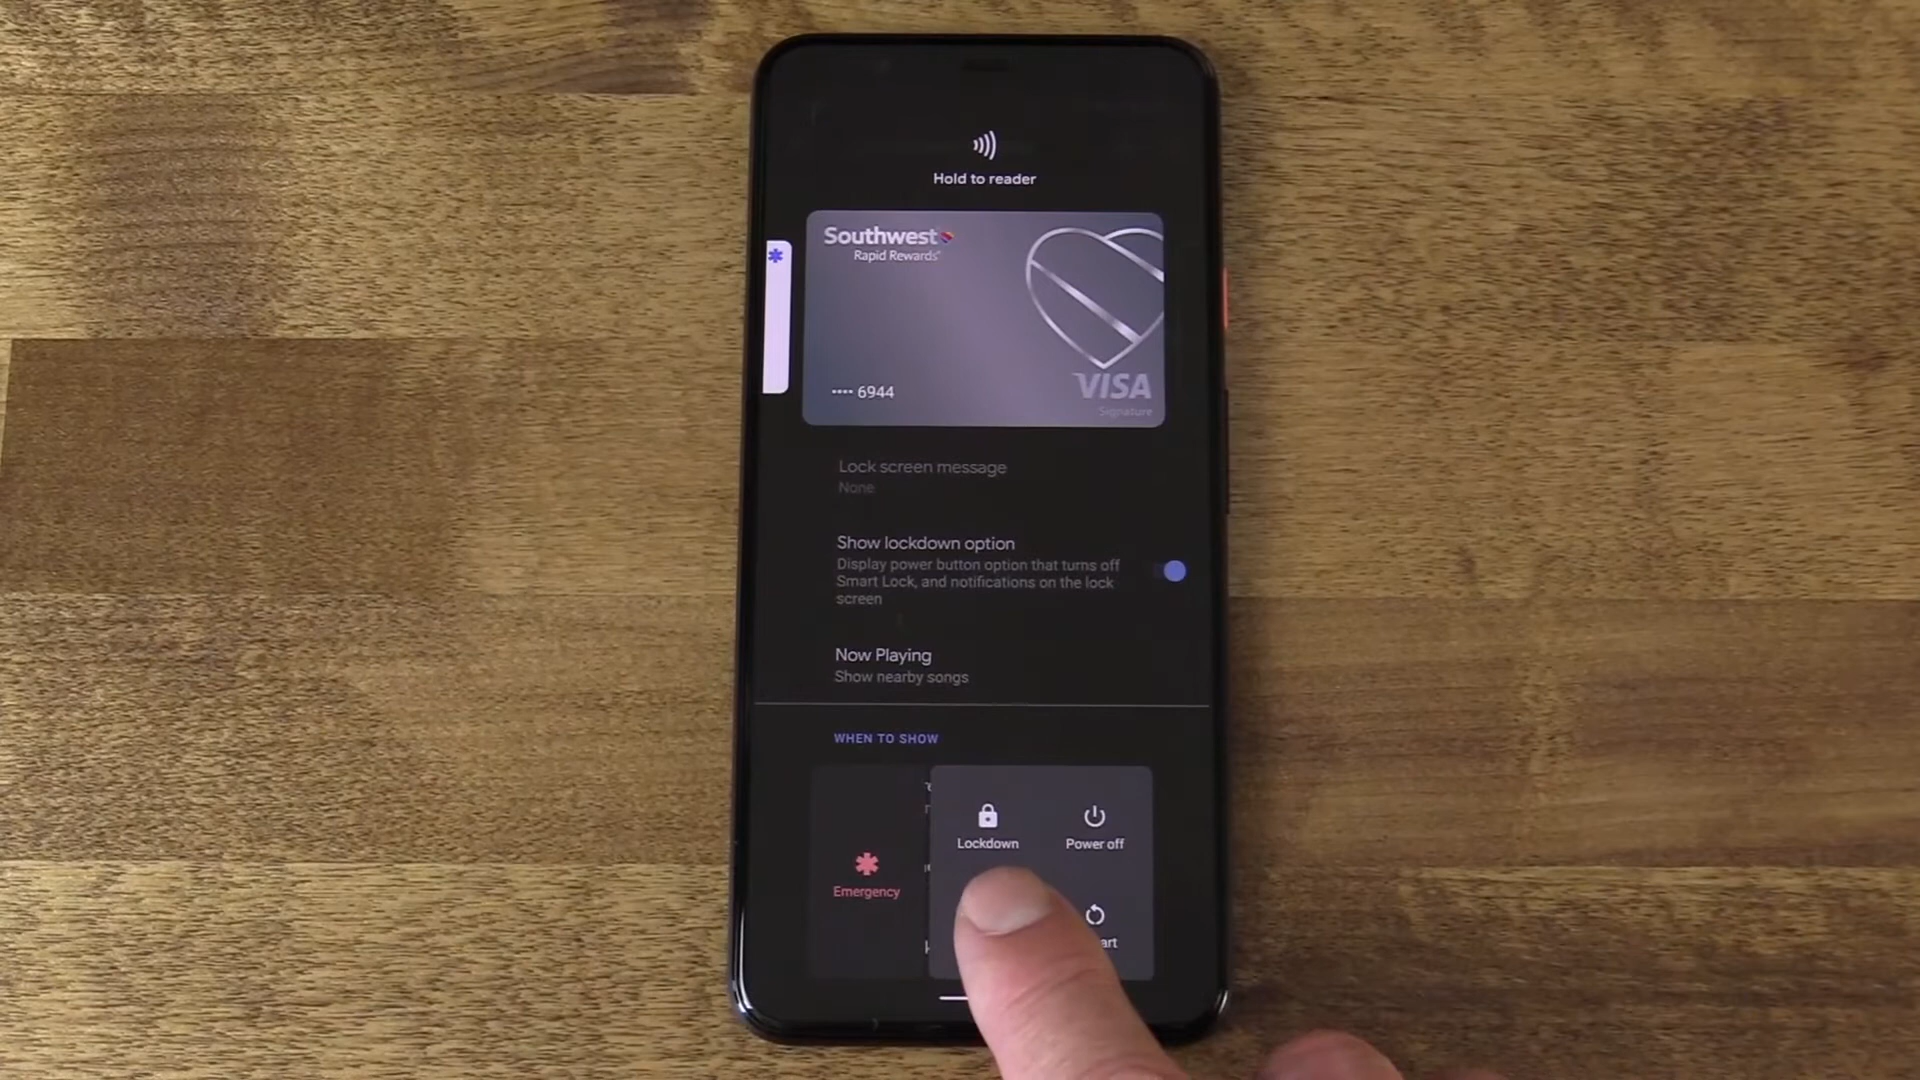 Hold to reader
Southwest
Rapid Rewards®
•••• 6944
VISA
Signature
Lock screen message
None
Show lockdown option
Display power button option that turns off
Smart Lock, and notifications on the lock
screen
Now Playing
Show nearby songs
WHEN TO SHOW
Lockdown
Power off
Emergency
art